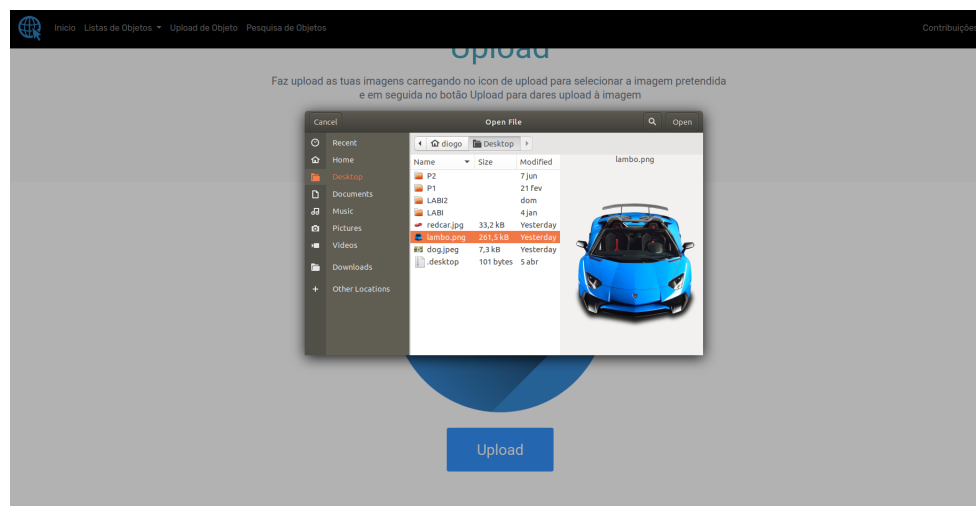 Inicio Listas de Objetos Upload de Objeto Pesquisa de Objetos Contribuições
Upload
Faz upload as tuas imagens carregando no icon de upload para selecionar a imagem pretendida
e em seguida no botão Upload para dares upload à imagem
Cancel Open File Open
Recent
Home
Desktop
Documents
Music
Pictures
Videos
Downloads
Other Locations
diogo Desktop
Name Size Modified
P2 7 jun
P1 21 fev
LABI2 dom
LABI 4 jan
redcar.jpg 33,2 kB Yesterday
lambo.png 261,5 kB Yesterday
dog.jpeg 7,3 kB Yesterday
.desktop 101 bytes 5 abr
lambo.png
Upload